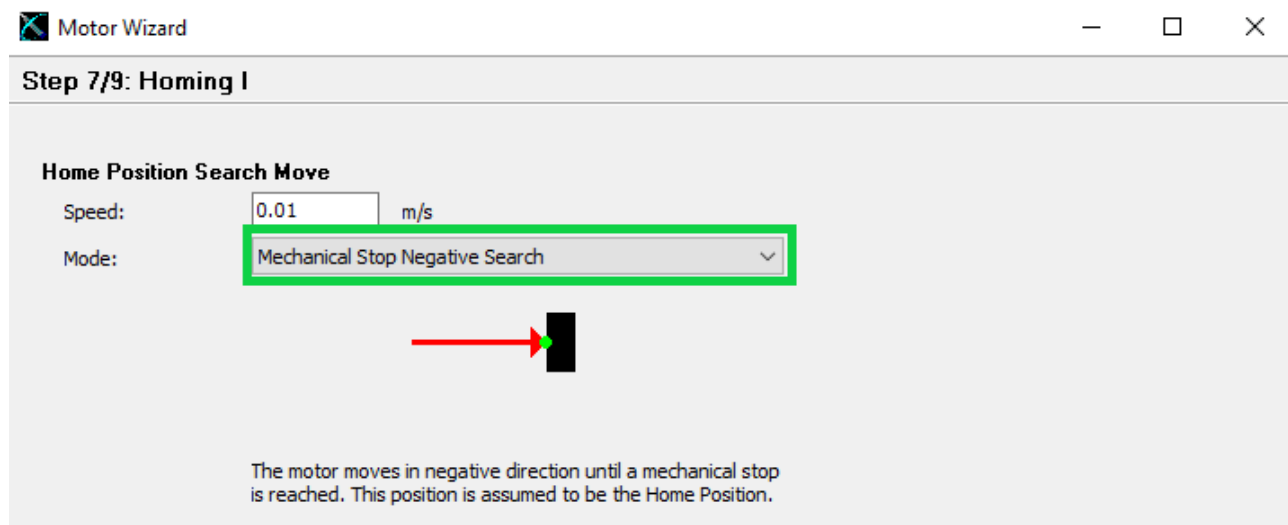 Motor Wizard
Step 7/9: Homing I
Home Position Search Move
Speed: 0.01 m/s
Mode: Mechanical Stop Negative Search
The motor moves in negative direction until a mechanical stop
is reached. This position is assumed to be the Home Position.